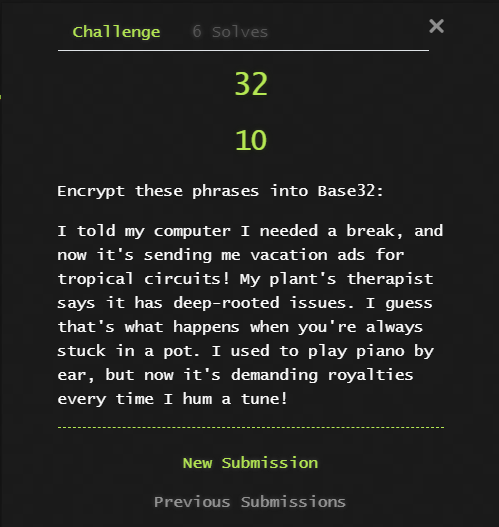 Challenge 6 Solves ×
32
10
Encrypt these phrases into Base32:
I told my computer I needed a break, and
now it's sending me vacation ads for
tropical circuits! My plant's therapist
says it has deep-rooted issues. I guess
that's what happens when you're always
stuck in a pot. I used to play piano by
ear, but now it's demanding royalties
every time I hum a tune!
New Submission
Previous Submissions